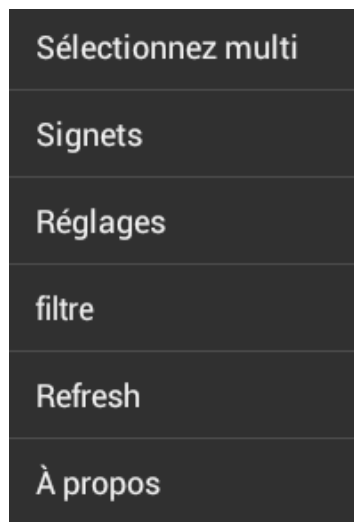 Sélectionnez multi
Signets
Réglages
filtre
Refresh
À propos